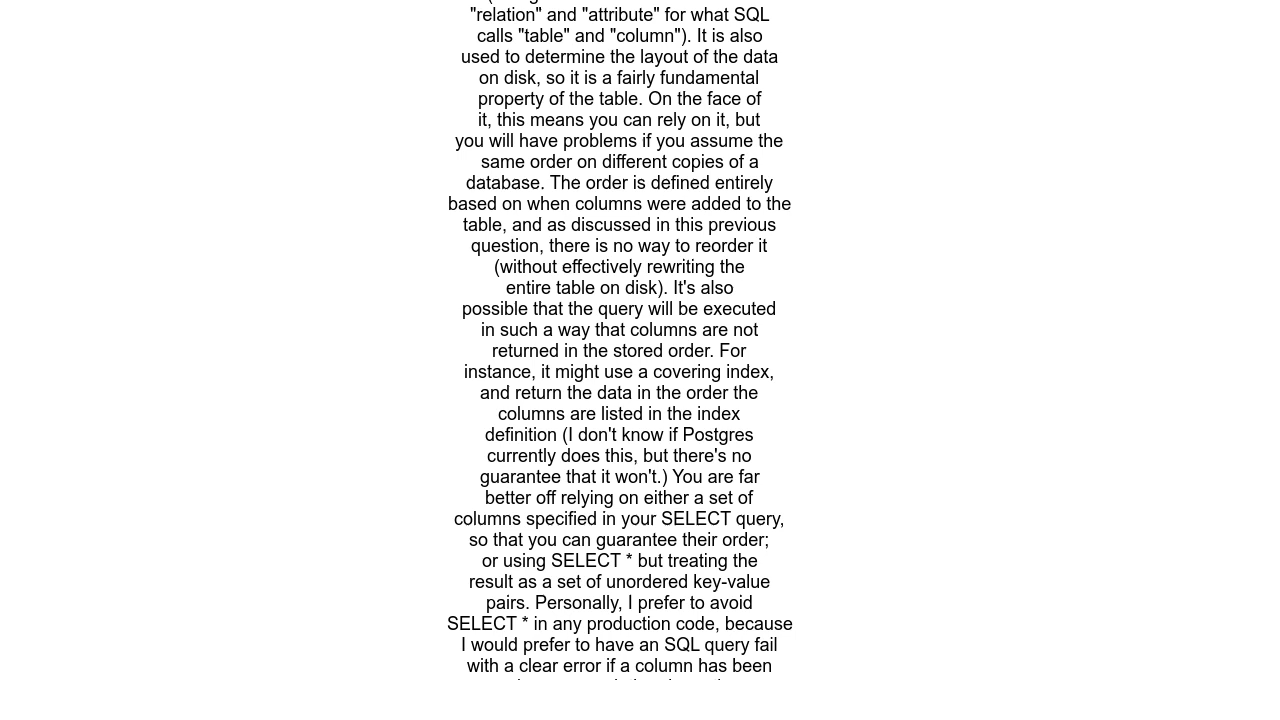 "relation" and "attribute" for what SQL
calls "table" and "column"). It is also
used to determine the layout of the data
on disk, so it is a fairly fundamental
property of the table. On the face of
it, this means you can rely on it, but
you will have problems if you assume the
same order on different copies of a
database. The order is defined entirely
based on when columns were added to the
table, and as discussed in this previous
question, there is no way to reorder it
(without effectively rewriting the
entire table on disk). It's also
possible that the query will be executed
in such a way that columns are not
returned in the stored order. For
instance, it might use a covering index,
and return the data in the order the
columns are listed in the index
definition (I don't know if Postgres
currently does this, but there's no
guarantee that it won't.) You are far
better off relying on either a set of
columns specified in your SELECT query,
so that you can guarantee their order;
or using SELECT * but treating the
result as a set of unordered key-value
pairs. Personally, I prefer to avoid
SELECT * in any production code, because
I would prefer to have an SQL query fail
with a clear error if a column has been